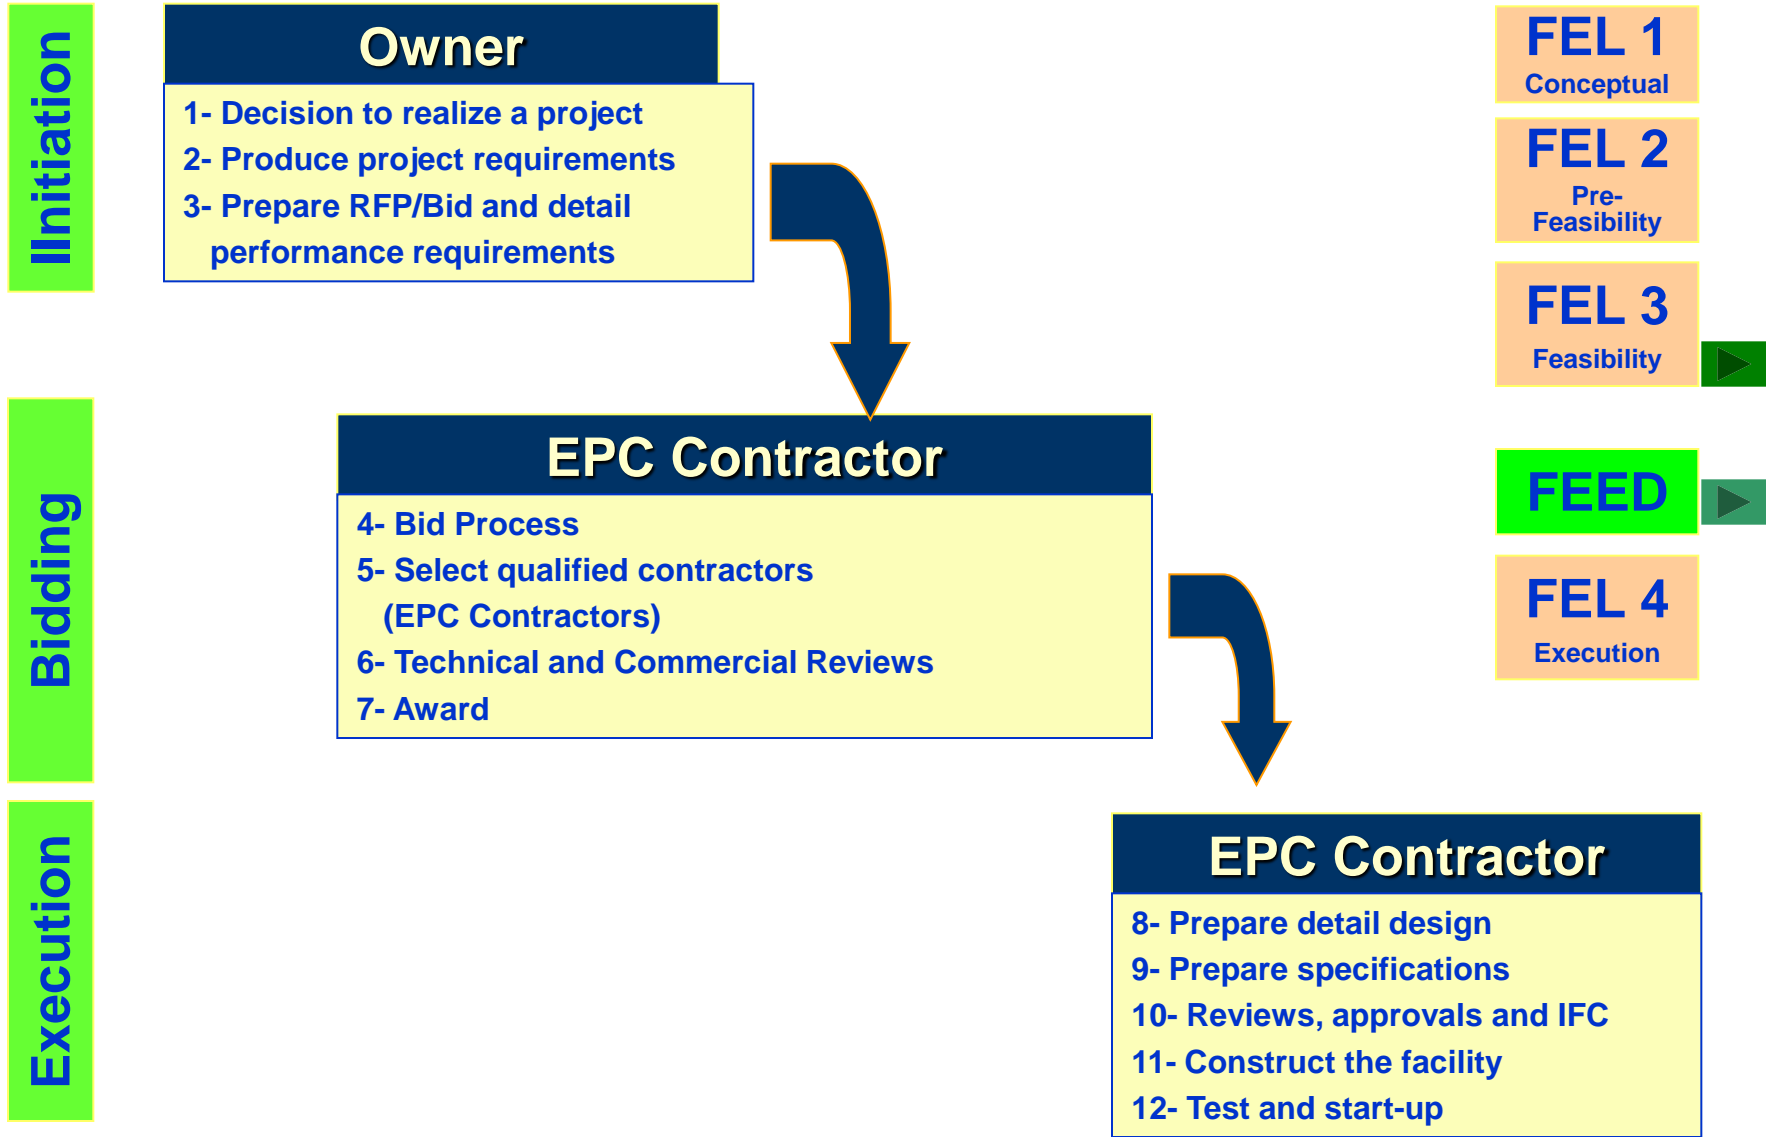 IInitiation
Owner
1- Decision to realize a project
2- Produce project requirements
3- Prepare RFP/Bid and detail
performance requirements
FEL 1
Conceptual
FEL 2
Pre-
Feasibility
FEL 3
Feasibility
Bidding
EPC Contractor
4- Bid Process
5- Select qualified contractors
(EPC Contractors)
6- Technical and Commercial Reviews
7- Award
FEED
FEL 4
Execution
Execution
EPC Contractor
8- Prepare detail design
9- Prepare specifications
10- Reviews, approvals and IFC
11- Construct the facility
12- Test and start-up